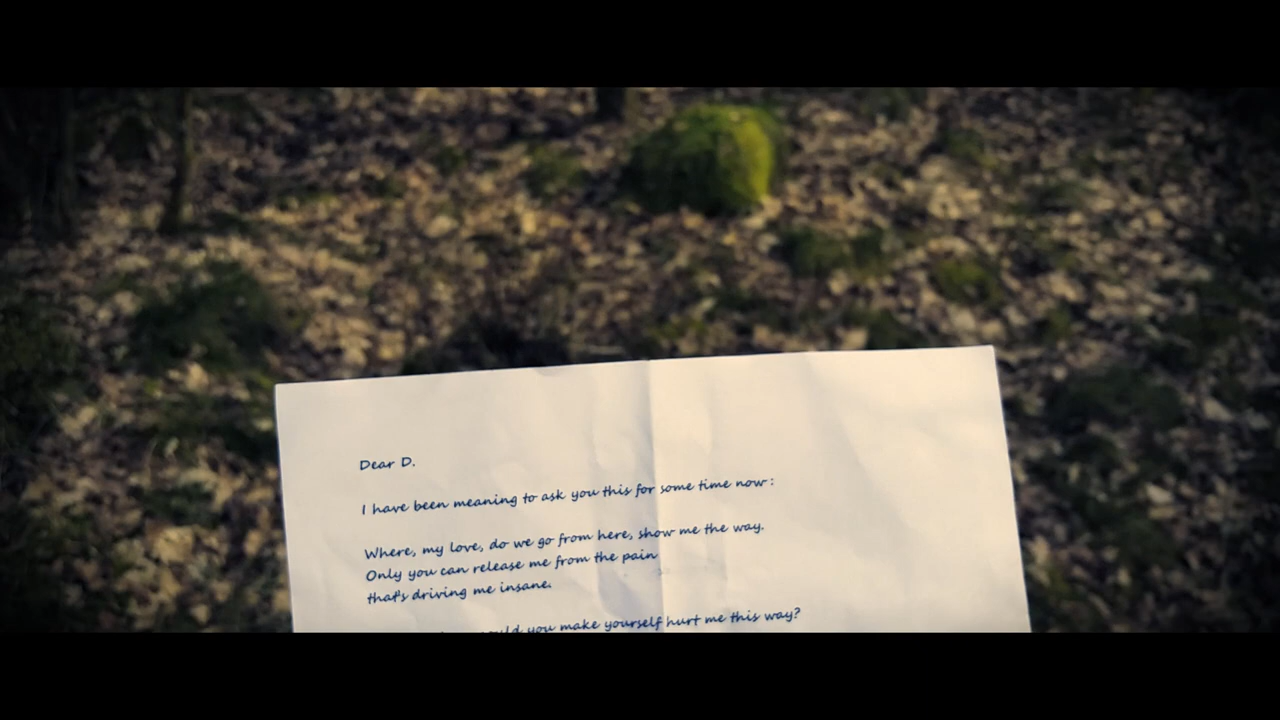 Dear D.
I have been meaning to ask you this for some time now :
Where, my love, do we go from here, show me the way.
Only you can release me from the pain
that's driving me insane.
you make yourself hurt me this way?